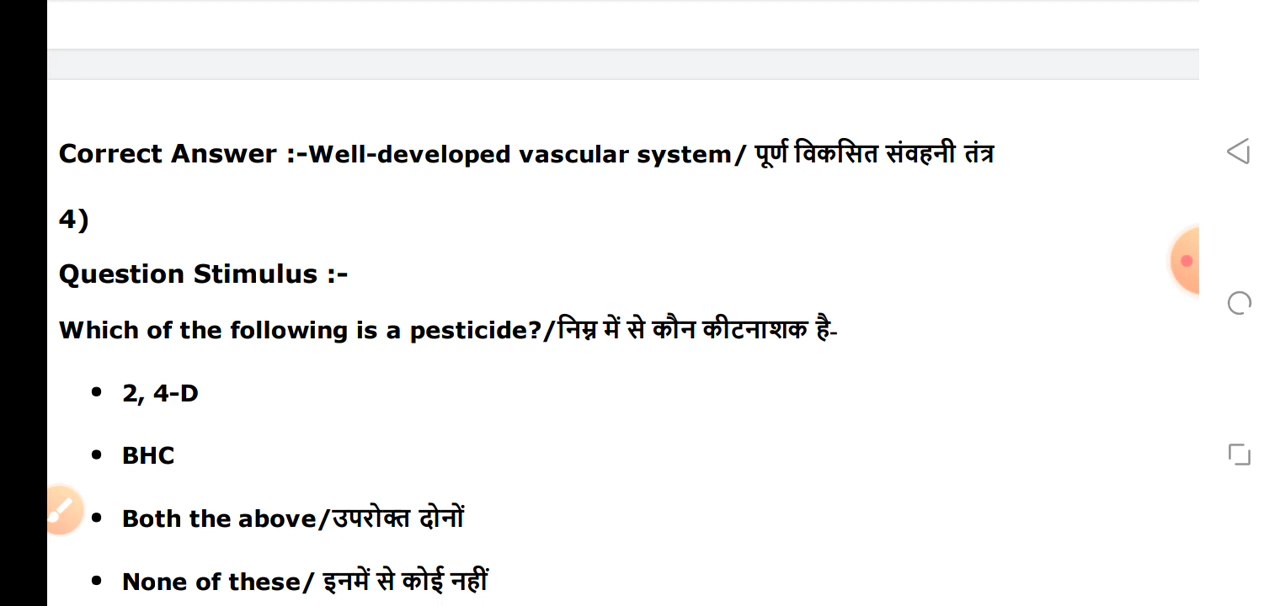 Correct Answer :-Well-developed vascular system/ पूर्ण विकसित संवहनी तंत्र
4)
Question Stimulus :-
Which of the following is a pesticide?/निम्न में से कौन कीटनाशक है-
• 2, 4-D
• BHC
• Both the above/उपरोक्त दोनों
• None of these/ इनमें से कोई नहीं